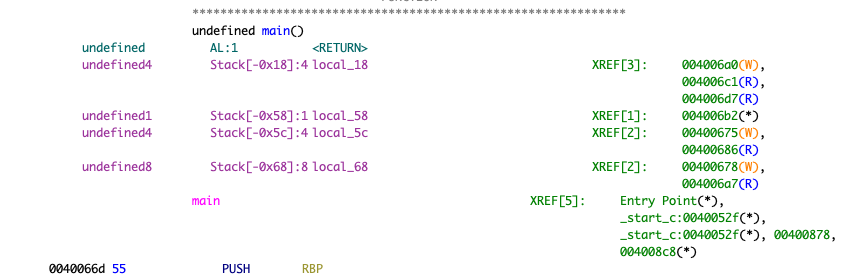 **************************************************************
undefined main()
undefined AL:1 <RETURN>
undefined4 Stack[-0x18]:4 local_18 XREF[3]: 004006a0(W),
004006c1(R),
004006d7(R)
undefined1 Stack[-0x58]:1 local_58 XREF[1]: 004006b2(*)
undefined4 Stack[-0x5c]:4 local_5c XREF[2]: 00400675(W),
00400686(R)
undefined8 Stack[-0x68]:8 local_68 XREF[2]: 00400678(W),
004006a7(R)
main XREF[5]: Entry Point(*),
_start_c:0040052f(*),
_start_c:0040052f(*), 00400878,
004008c8(*)
0040066d 55 PUSH RBP